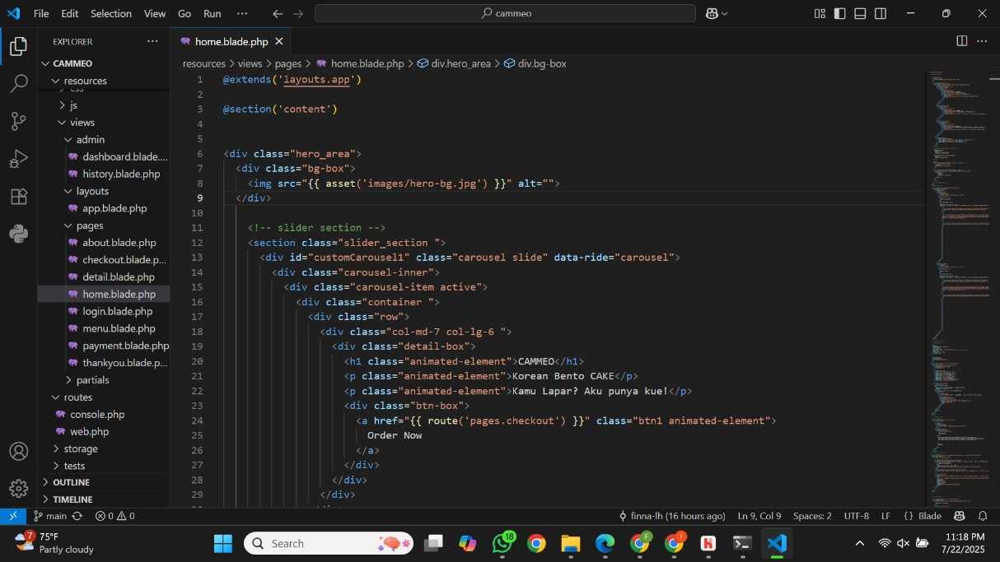 File Edit Selection View Go Run ··· cammeo
EXPLORER ···
CAMMEO
resources
css
js
views
admin
dashboard.blade....
history.blade.php
layouts
app.blade.php
pages
about.blade.php
checkout.blade.p...
detail.blade.php
home.blade.php
login.blade.php
menu.blade.php
payment.blade.php
thankyou.blade.p...
partials
routes
console.php
web.php
storage
tests
OUTLINE
TIMELINE
home.blade.php
resources > views > pages > home.blade.php > div.hero_area > div.bg-box
1 @extends('layouts.app')
2
3 @section('content')
4
5
6 <div class="hero_area">
7 <div class="bg-box">
8 <img src="{{ asset('images/hero-bg.jpg') }}" alt="">
9 </div>
10
11 <!-- slider section -->
12 <section class="slider_section ">
13 <div id="customCarousel1" class="carousel slide" data-ride="carousel">
14 <div class="carousel-inner">
15 <div class="carousel-item active">
16 <div class="container ">
17 <div class="row">
18 <div class="col-md-7 col-lg-6 ">
19 <div class="detail-box">
20 <h1 class="animated-element">CAMMEO</h1>
21 <p class="animated-element">Korean Bento CAKE</p>
22 <p class="animated-element">Kamu Lapar? Aku punya kue!</p>
23 <div class="btn-box">
24 <a href="{{ route('pages.checkout') }}" class="btn1 animated-element">
25 Order Now
26 </a>
27 </div>
28 </div>
29 </div>
main 0 0 finna-lh (16 hours ago) Ln 9, Col 9 Spaces: 2 UTF-8 LF {} Blade
7 75°F
Partly cloudy
Search
18
F
I
H
11:18 PM
7/22/2025